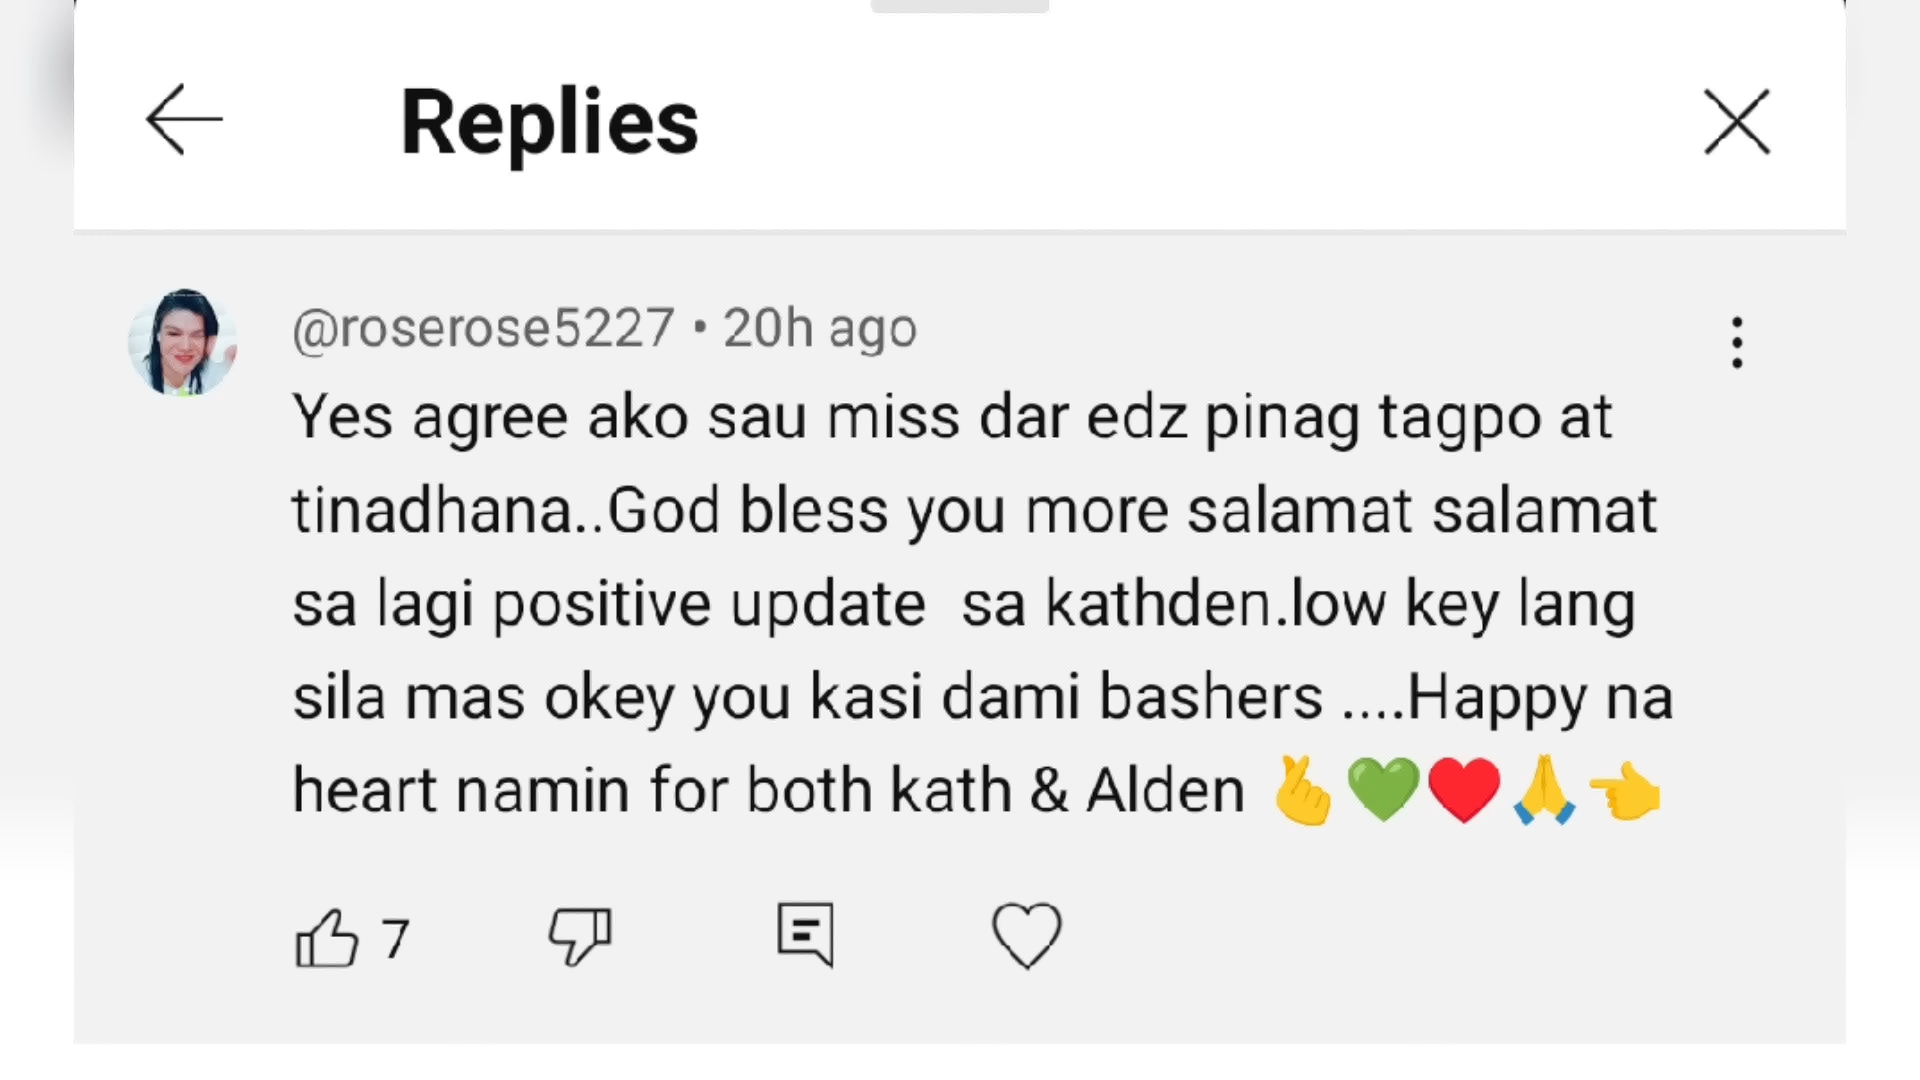 Replies
@roserose5227 • 20h ago
Yes agree ako sau miss dar edz pinag tagpo at
tinadhana..God bless you more salamat salamat
sa lagi positive update  sa kathden.low key lang
sila mas okey you kasi dami bashers ....Happy na
heart namin for both kath & Alden 🫰💚❤️🙏👈
7